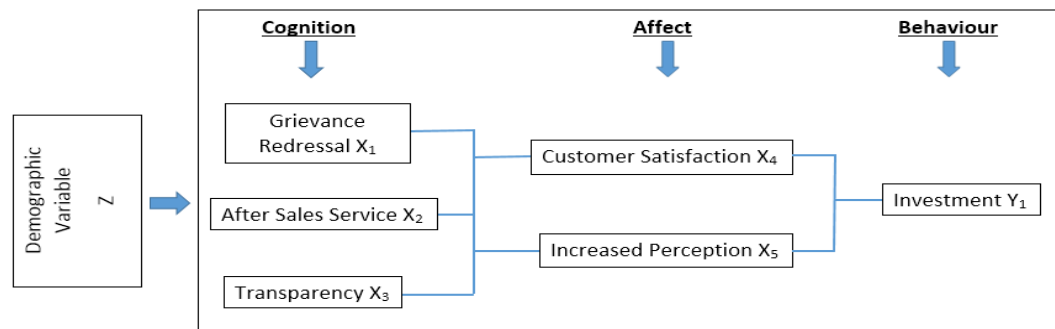 Cognition
Affect
Behaviour
Demographic
Variable
Z
Grievance
Redressal X₁
After Sales Service X₂
Transparency X₃
Customer Satisfaction X₄
Increased Perception X₅
Investment Y₁